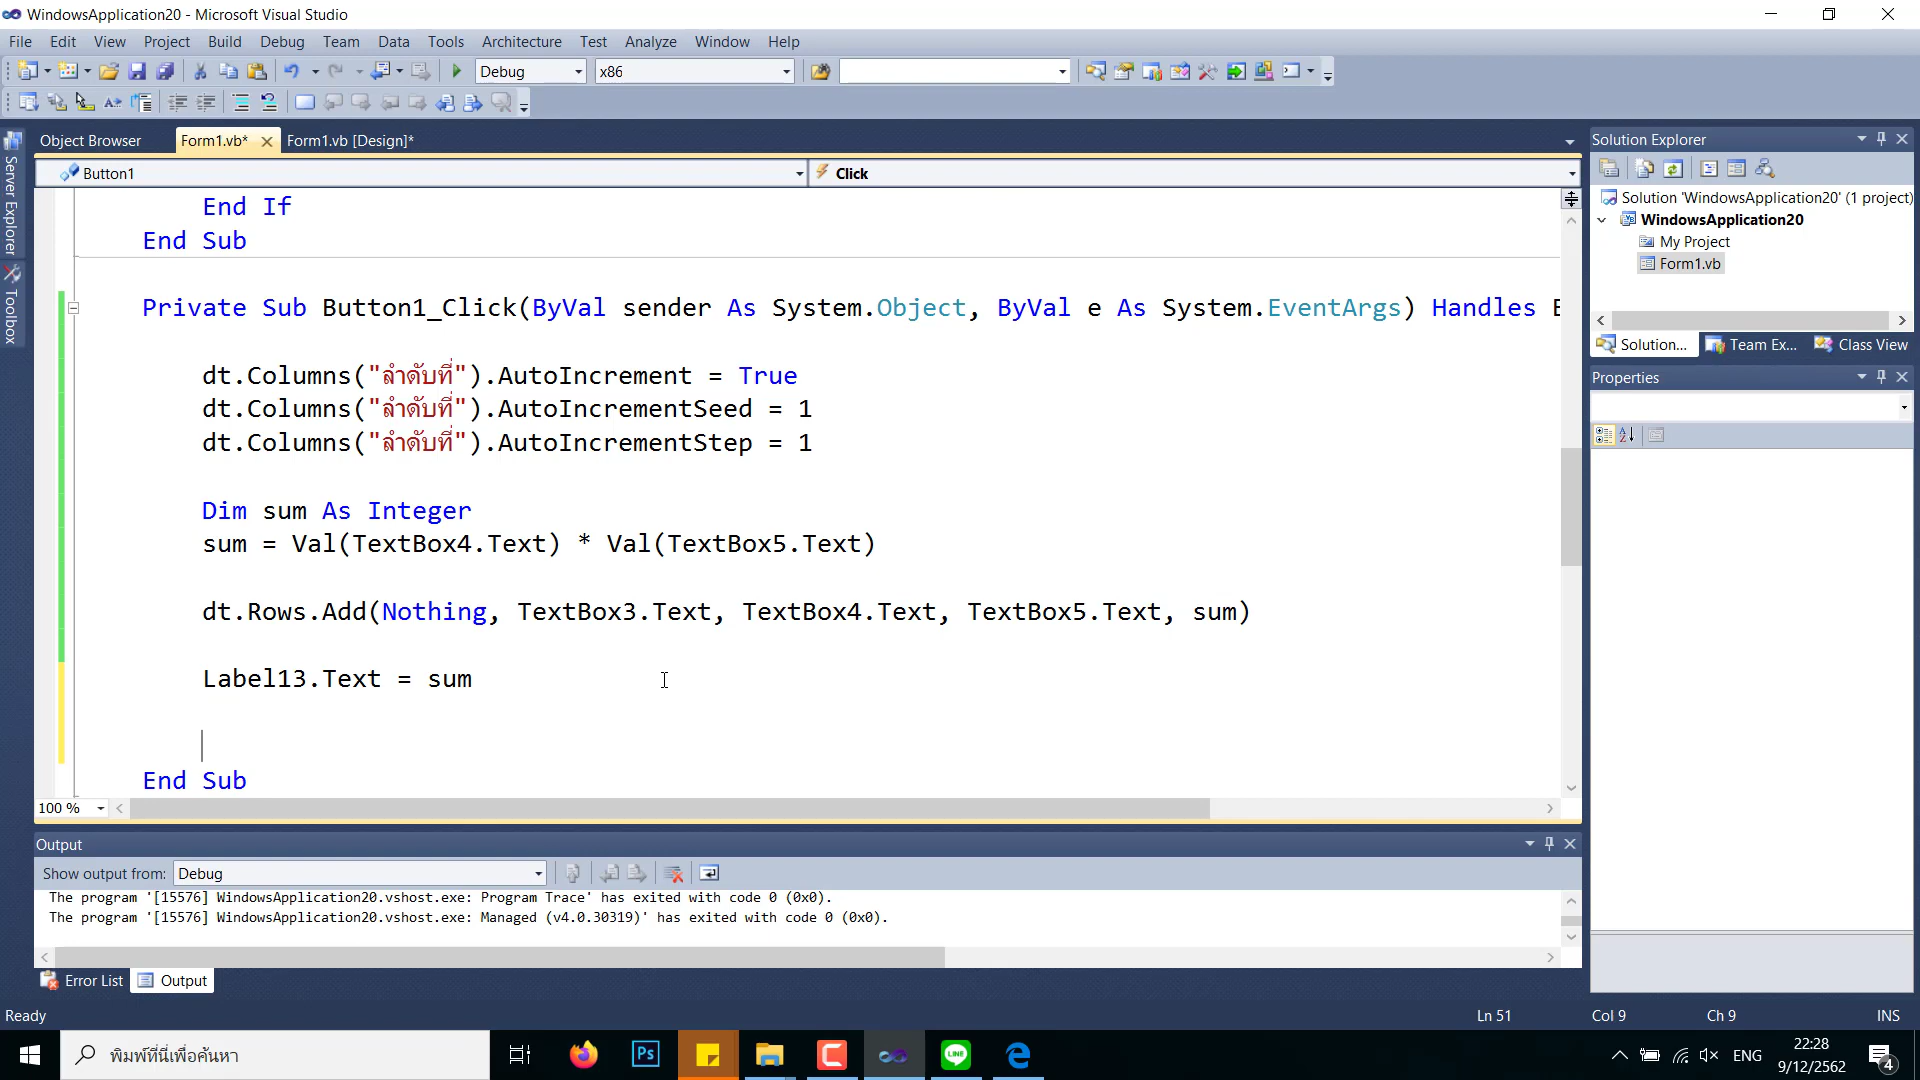 WindowsApplication20 - Microsoft Visual Studio
File Edit View Project Build Debug Team Data Tools Architecture Test Analyze Window Help
Debug x86
Object Browser Form1.vb* Form1.vb [Design]*
Button1 Click
End If
End Sub
Private Sub Button1_Click(ByVal sender As System.Object, ByVal e As System.EventArgs) Handles
dt.Columns("ลำดับที่").AutoIncrement = True
dt.Columns("ลำดับที่").AutoIncrementSeed = 1
dt.Columns("ลำดับที่").AutoIncrementStep = 1
Dim sum As Integer
sum = Val(TextBox4.Text) * Val(TextBox5.Text)
dt.Rows.Add(Nothing, TextBox3.Text, TextBox4.Text, TextBox5.Text, sum)
Label13.Text = sum
End Sub
100 %
Server Explorer
Toolbox
Solution Explorer
Solution 'WindowsApplication20' (1 project)
WindowsApplication20
My Project
Form1.vb
Solution... Team Ex... Class View
Properties
Output
Show output from: Debug
The program '[15576] WindowsApplication20.vshost.exe: Program Trace' has exited with code 0 (0x0).
The program '[15576] WindowsApplication20.vshost.exe: Managed (v4.0.30319)' has exited with code 0 (0x0).
Error List Output
Ready Ln 51 Col 9 Ch 9 INS
พิมพ์ที่นี่เพื่อค้นหา
Ps
LINE
ENG
22:28
9/12/2562
4